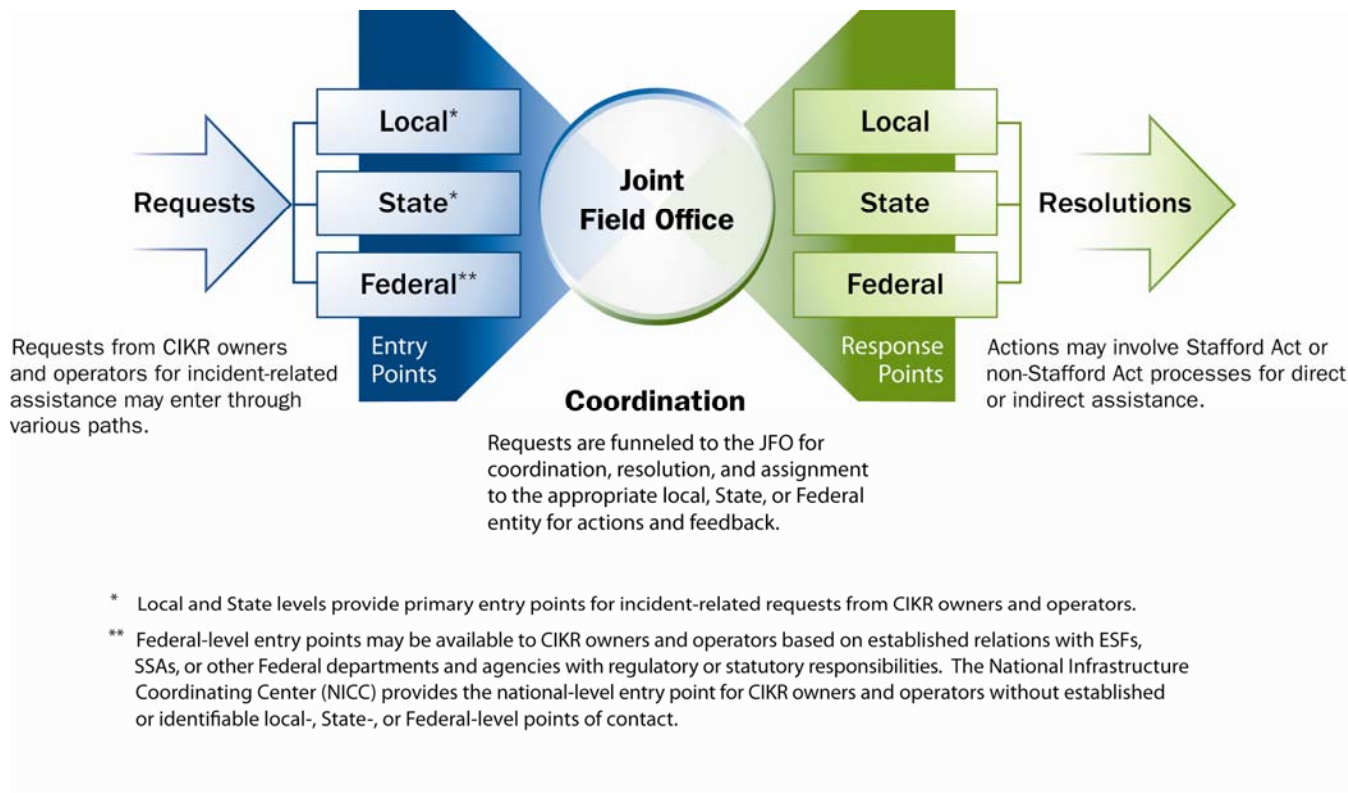 Requests
Local*
State*
Federal**
Entry
Points
Joint
Field Office
Local
State
Federal
Response
Points
Resolutions
Requests from CIKR owners
and operators for incident-related
assistance may enter through
various paths.
Coordination
Requests are funneled to the JFO for
coordination, resolution, and assignment
to the appropriate local, State, or Federal
entity for actions and feedback.
Actions may involve Stafford Act or
non-Stafford Act processes for direct
or indirect assistance.
* Local and State levels provide primary entry points for incident-related requests from CIKR owners and operators.
** Federal-level entry points may be available to CIKR owners and operators based on established relations with ESFs,
SSAs, or other Federal departments and agencies with regulatory or statutory responsibilities. The National Infrastructure
Coordinating Center (NICC) provides the national-level entry point for CIKR owners and operators without established
or identifiable local-, State-, or Federal-level points of contact.